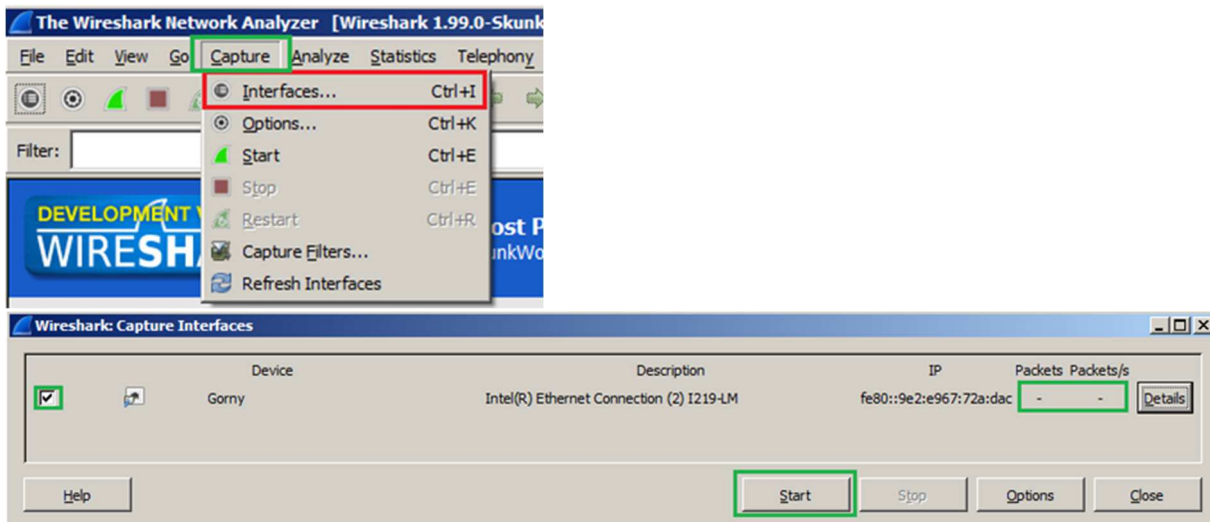 The Wireshark Network Analyzer [Wireshark 1.99.0-Skunk
File Edit View Go Capture Analyze Statistics Telephony
Interfaces... Ctrl+I
Options... Ctrl+K
Filter:
Start Ctrl+E
Stop Ctrl+E
DEVELOPMENT
Restart Ctrl+R
WIRESH
ost P
Capture Filters...
unkWo
Refresh Interfaces
Wireshark: Capture Interfaces
Device Description IP Packets Packets/s
Gorny Intel(R) Ethernet Connection (2) I219-LM fe80::9e2:e967:72a:dac - - Details
Help Start Stop Options Close